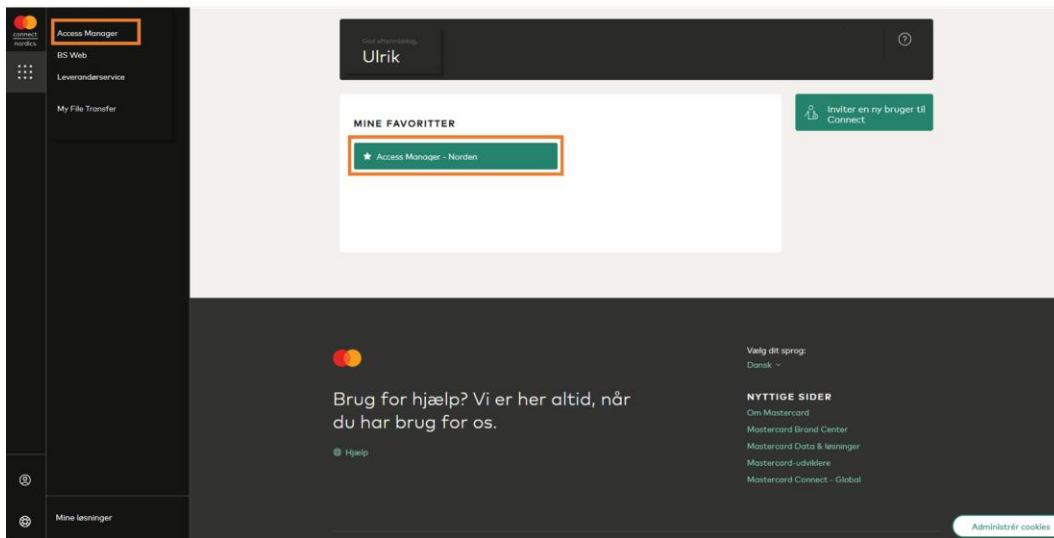 connect
nordics
Access Manager
BS Web
Leverandørservice
My File Transfer
Mine løsninger
God eftermiddag,
Ulrik
MINE FAVORITTER
★ Access Manager - Norden
Inviter en ny bruger til
Connect
Brug for hjælp? Vi er her altid, når
du har brug for os.
Hjælp
Vælg dit sprog:
Dansk
NYTTIGE SIDER
Om Mastercard
Mastercard Brand Center
Mastercard Data & løsninger
Mastercard-udviklere
Mastercard Connect - Global
Administrér cookies